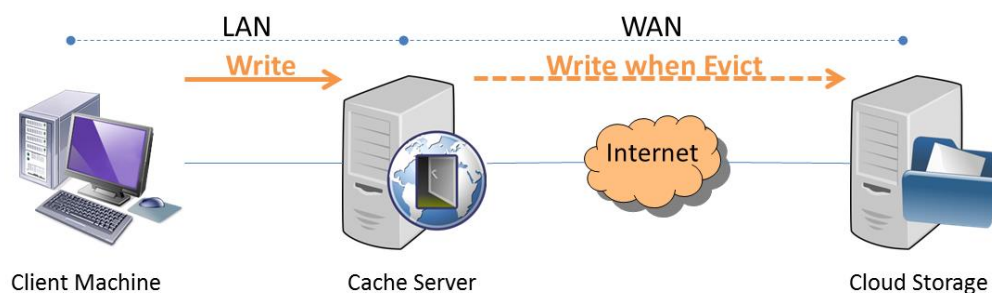 LAN
WAN
Write
Write when Evict
Internet
Client Machine
Cache Server
Cloud Storage